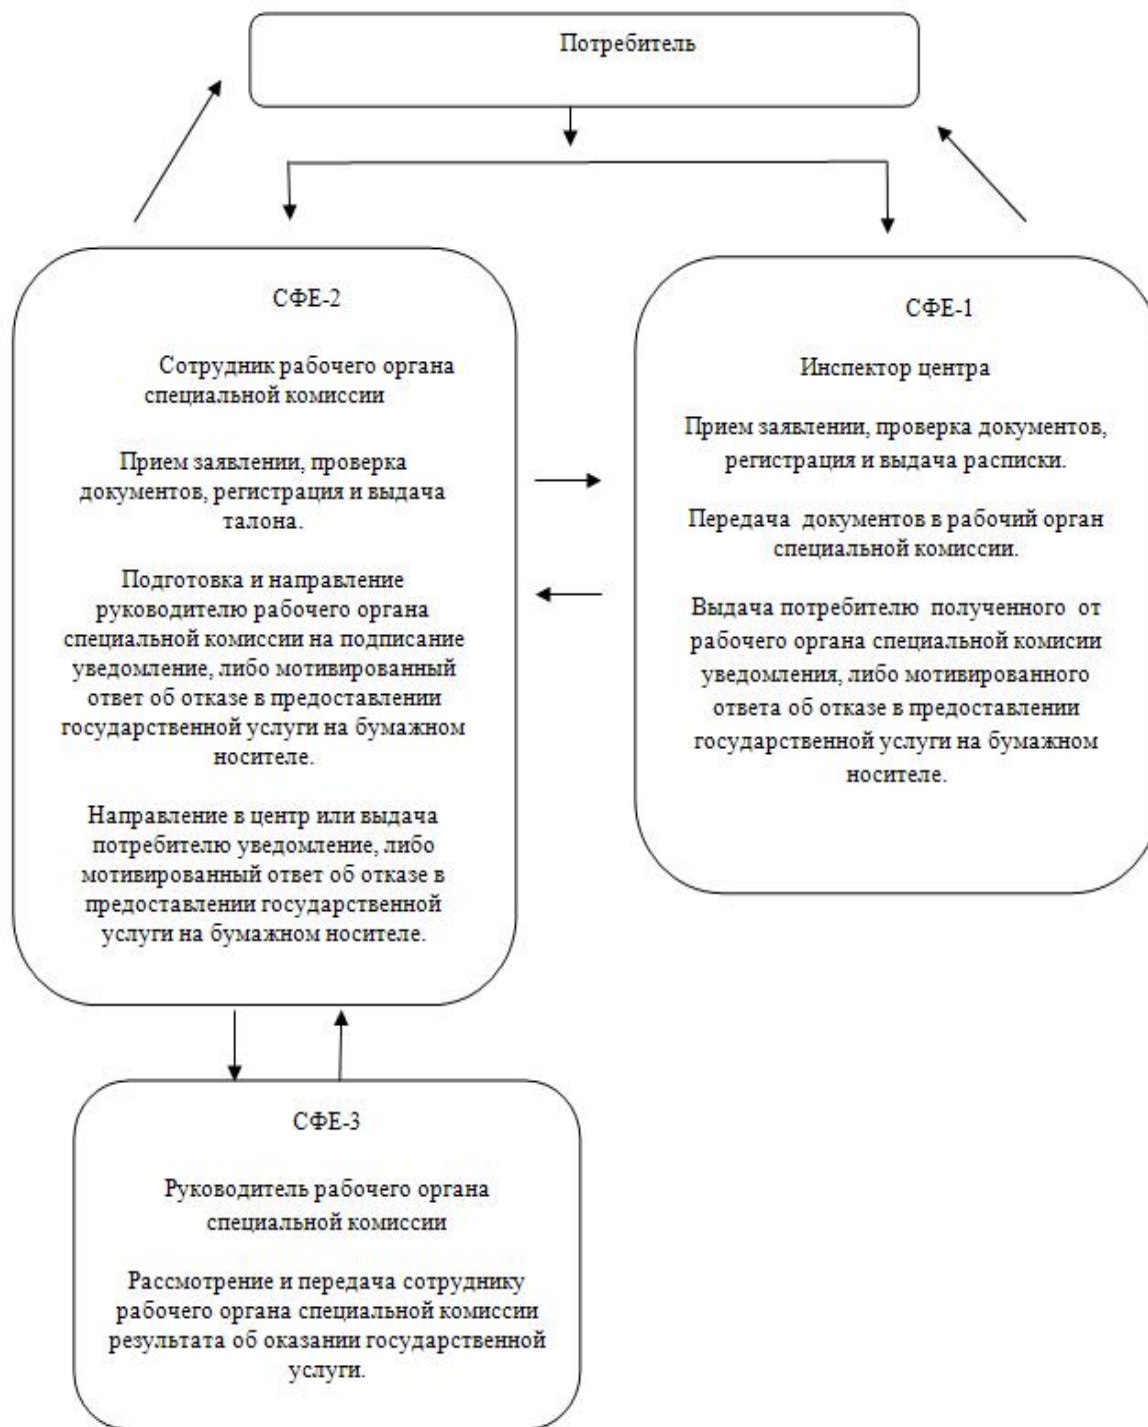 Потребитель
СФЕ-2
Сотрудник рабочего органа
специальной комиссии
Прием заявлении, проверка
документов, регистрация и выдача
талона.
Подготовка и направление
руководителю рабочего органа
специальной комиссии на подписание
уведомление, либо мотивированный
ответ об отказе в предоставлении
государственной услуги на бумажном
носителе.
Направление в центр или выдача
потребителю уведомление, либо
мотивированный ответ об отказе в
предоставлении государственной
услуги на бумажном носителе.
СФЕ-1
Инспектор центра
Прием заявлении, проверка документов,
регистрация и выдача расписки.
Передача документов в рабочий орган
специальной комиссии.
Выдача потребителю полученного от
рабочего органа специальной комисии
уведомления, либо мотивированного
ответа об отказе в предоставлении
государственной услуги на бумажном
носителе.
СФЕ-3
Руководитель рабочего органа
специальной комиссии
Рассмотрение и передача сотруднику
рабочего органа специальной комиссии
результата об оказании государственной
услуги.